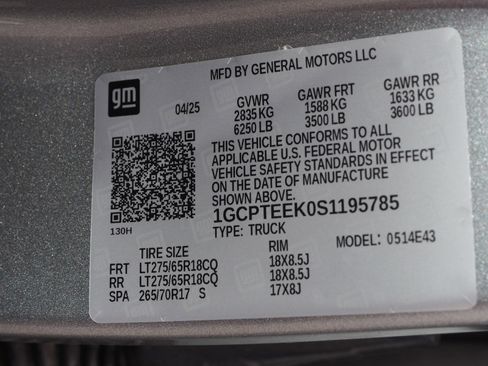 MFD BY GENERAL MOTORS LLC
gm
04/25 GVWR GAWR FRT GAWR RR
2835 KG 1588 KG 1633 KG
6250 LB 3500 LB 3600 LB
THIS VEHICLE CONFORMS TO ALL
APPLICABLE U.S. FEDERAL MOTOR
VEHICLE SAFETY STANDARDS IN EFFECT
ON THE DATE OF MANUFACTURE
SHOWN ABOVE.
1GCPTEEK0S1195785
130H
TYPE: TRUCK MODEL: 0514E43
TIRE SIZE RIM
FRT LT275/65R18CQ 18X8.5J
RR LT275/65R18CQ 18X8.5J
SPA 265/70R17 S 17X8J